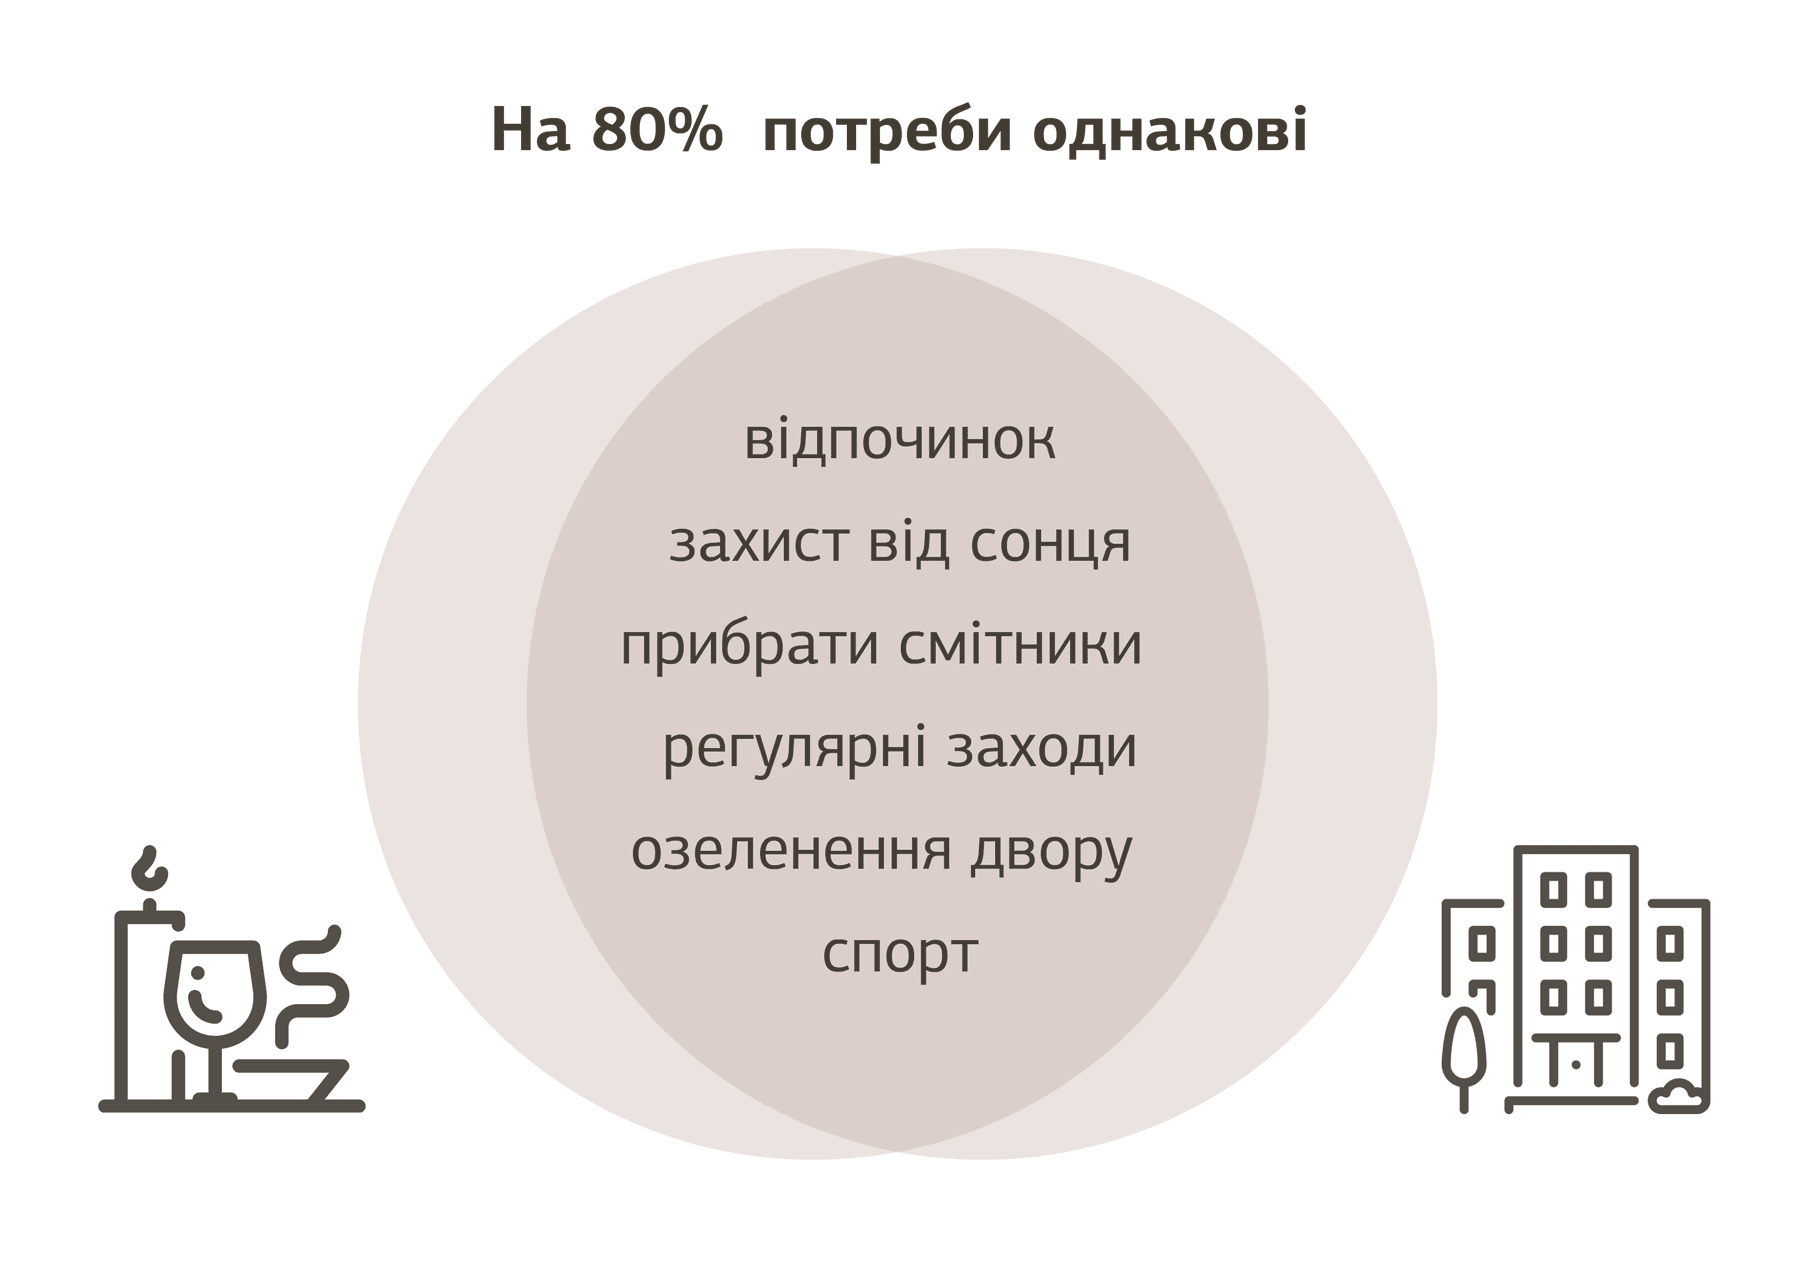 На 80% потреби однакові
відпочинок
захист від сонця
прибрати смітники
регулярні заходи
озеленення двору
спорт